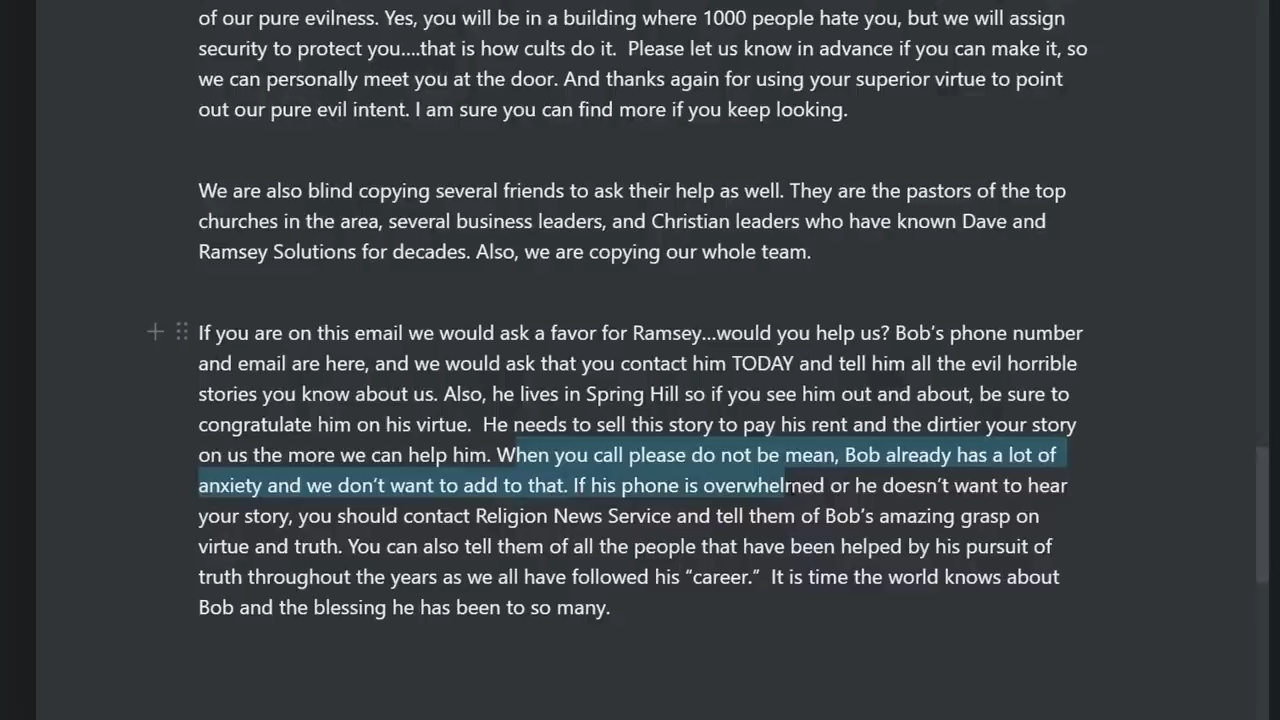 of our pure evilness. Yes, you will be in a building where 1000 people hate you, but we will assign
security to protect you....that is how cults do it.  Please let us know in advance if you can make it, so
we can personally meet you at the door. And thanks again for using your superior virtue to point
out our pure evil intent. I am sure you can find more if you keep looking.
We are also blind copying several friends to ask their help as well. They are the pastors of the top
churches in the area, several business leaders, and Christian leaders who have known Dave and
Ramsey Solutions for decades. Also, we are copying our whole team.
If you are on this email we would ask a favor for Ramsey...would you help us? Bob’s phone number
and email are here, and we would ask that you contact him TODAY and tell him all the evil horrible
stories you know about us. Also, he lives in Spring Hill so if you see him out and about, be sure to
congratulate him on his virtue.  He needs to sell this story to pay his rent and the dirtier your story
on us the more we can help him. When you call please do not be mean, Bob already has a lot of
anxiety and we don’t want to add to that. If his phone is overwhelmed or he doesn’t want to hear
your story, you should contact Religion News Service and tell them of Bob’s amazing grasp on
virtue and truth. You can also tell them of all the people that have been helped by his pursuit of
truth throughout the years as we all have followed his “career.”  It is time the world knows about
Bob and the blessing he has been to so many.